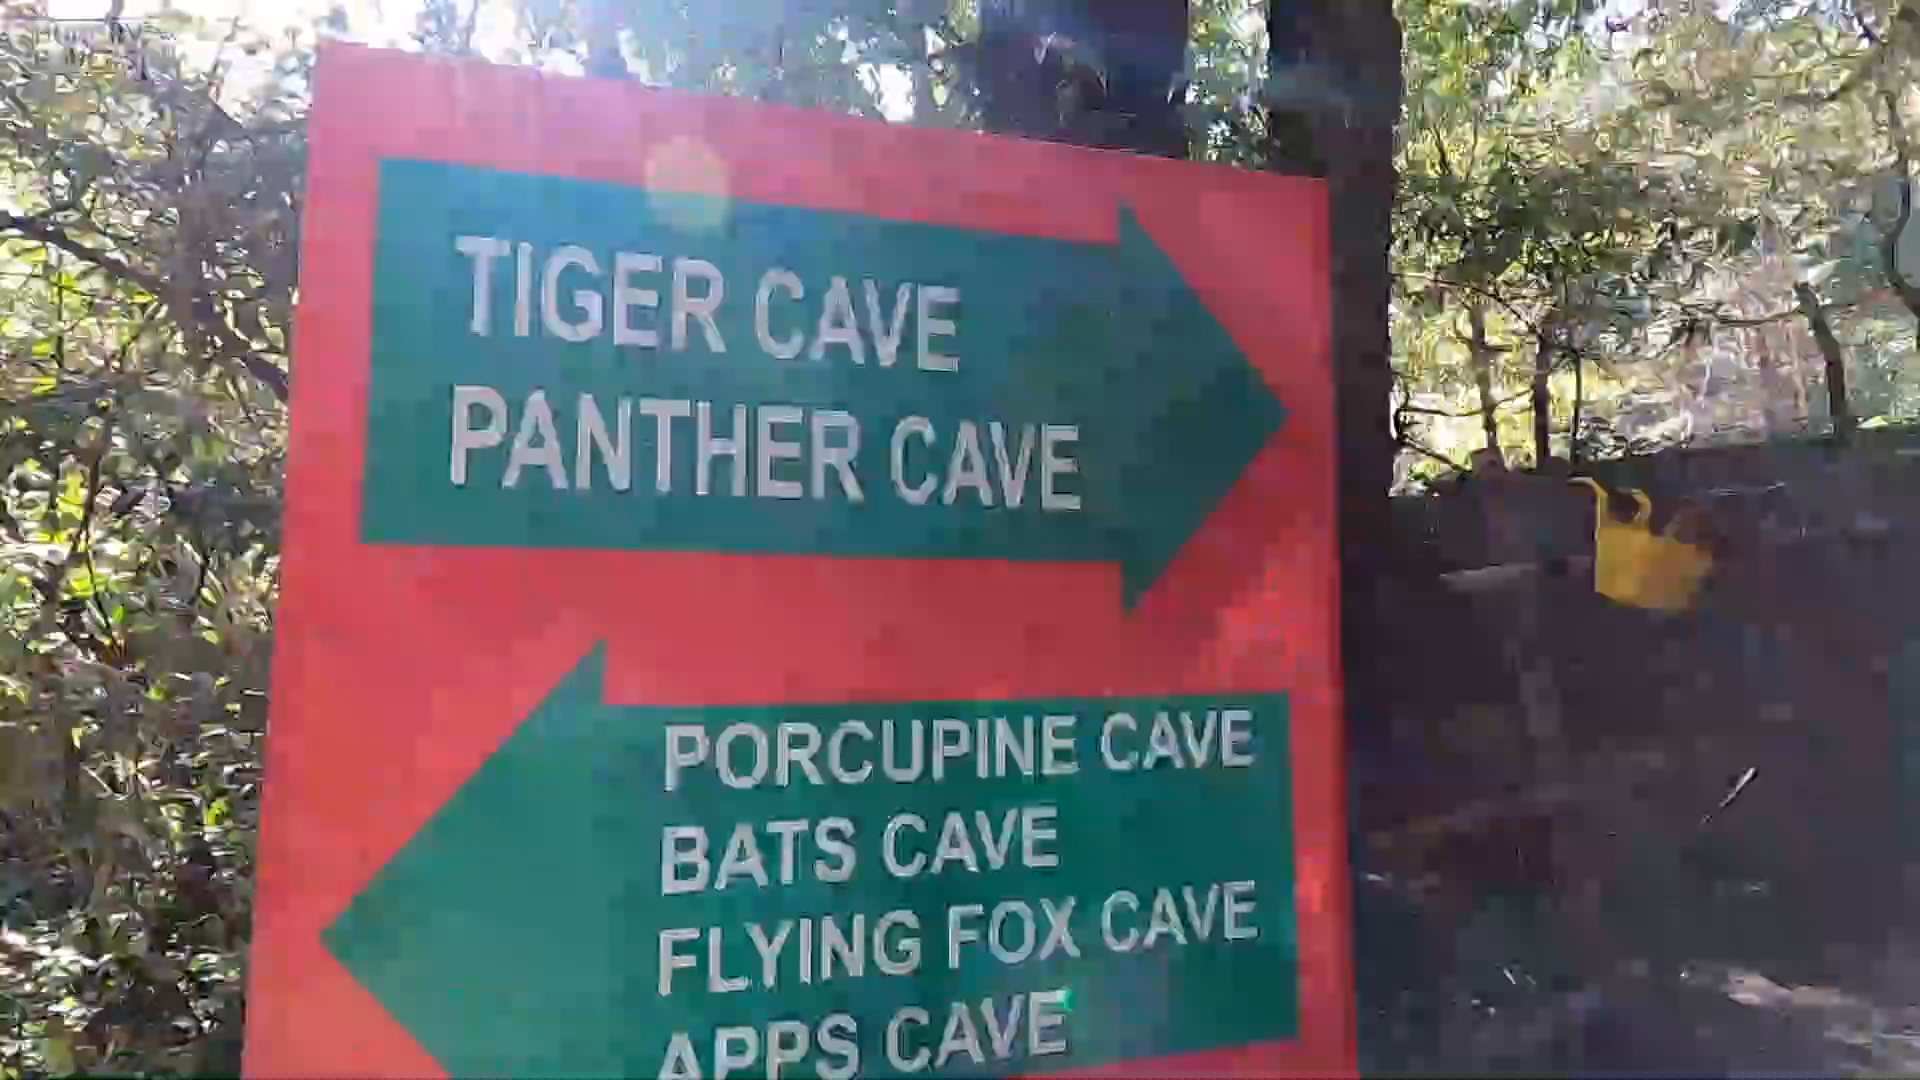 TIGER CAVE
PANTHER CAVE
PORCUPINE CAVE
BATS CAVE
FLYING FOX CAVE
APPS CAVE